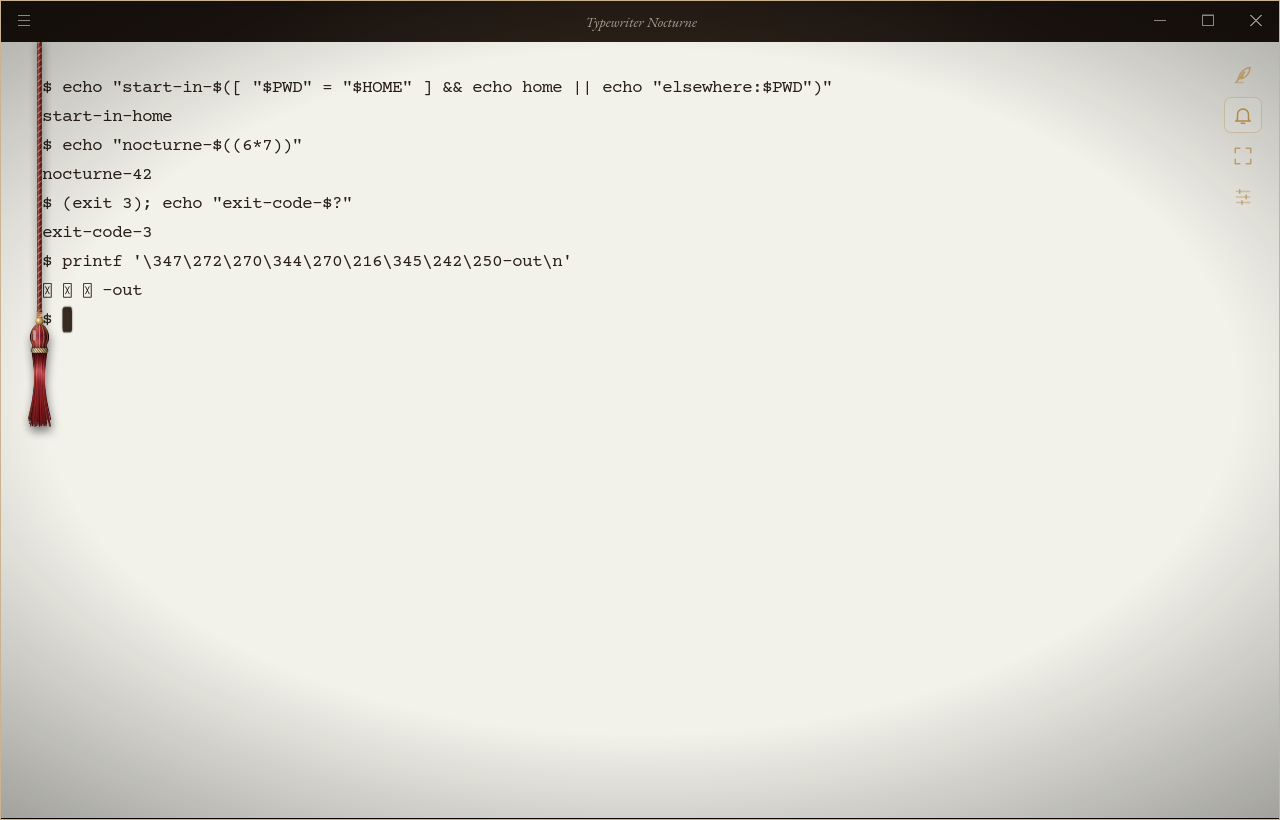 Typewriter Nocturne
$ echo "start-in-$([ "$PWD" = "$HOME" ] && echo home || echo "elsewhere:$PWD")"
start-in-home
$ echo "nocturne-$((6*7))"
nocturne-42
$ (exit 3); echo "exit-code-$?"
exit-code-3
$ printf '\347\272\270\344\270\216\345\242\250-out\n'
-out
$